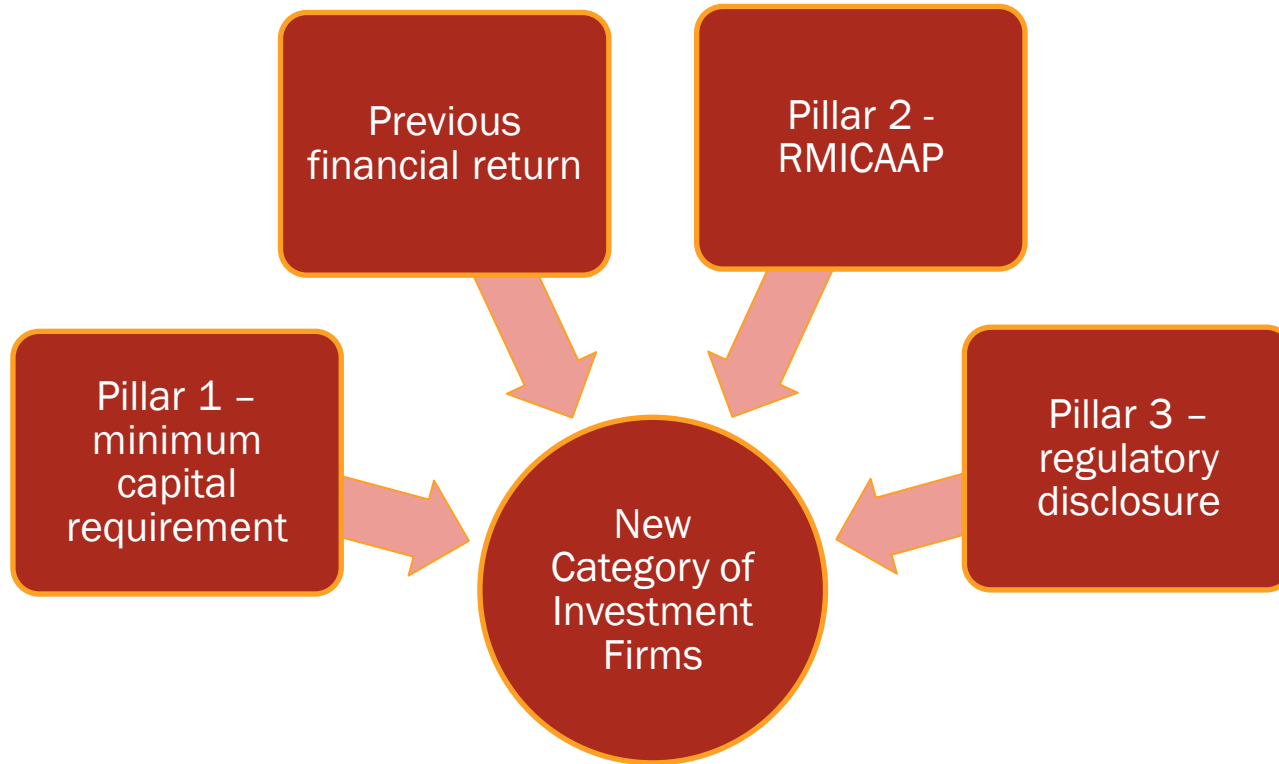 Previous
financial return
Pillar 2 -
RMICAAP
Pillar 1 –
minimum
capital
requirement
Pillar 3 –
regulatory
disclosure
New
Category of
Investment
Firms